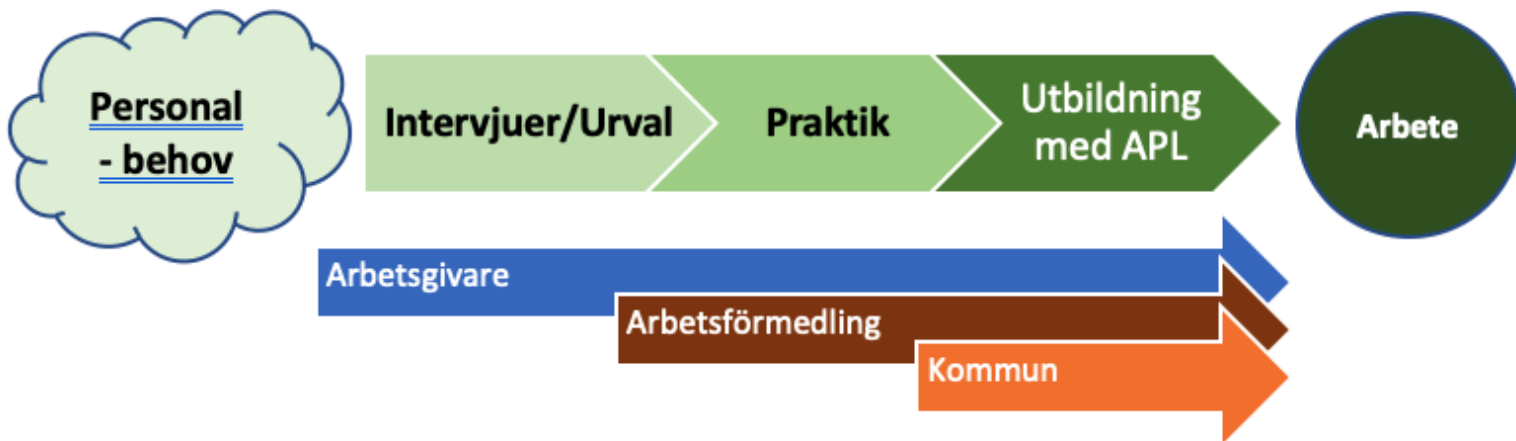 Personal
- behov
Intervjuer/Urval
Praktik
Utbildning
med APL
Arbete
Arbetsgivare
Arbetsförmedling
Kommun